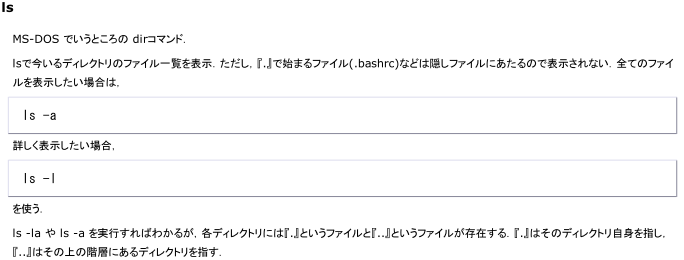 ls
MS-DOS でいうところの dirコマンド.
lsで今いるディレクトリのファイル一覧を表示. ただし, 『.』で始まるファイル(.bashrc)などは隠しファイルにあたるので表示されない. 全てのファイ
ルを表示したい場合は,
ls -a
詳しく表示したい場合,
ls -l
を使う.
ls -la や ls -a を実行すればわかるが, 各ディレクトリには『.』というファイルと『..』というファイルが存在する. 『.』はそのディレクトリ自身を指し,
『..』はその上の階層にあるディレクトリを指す.